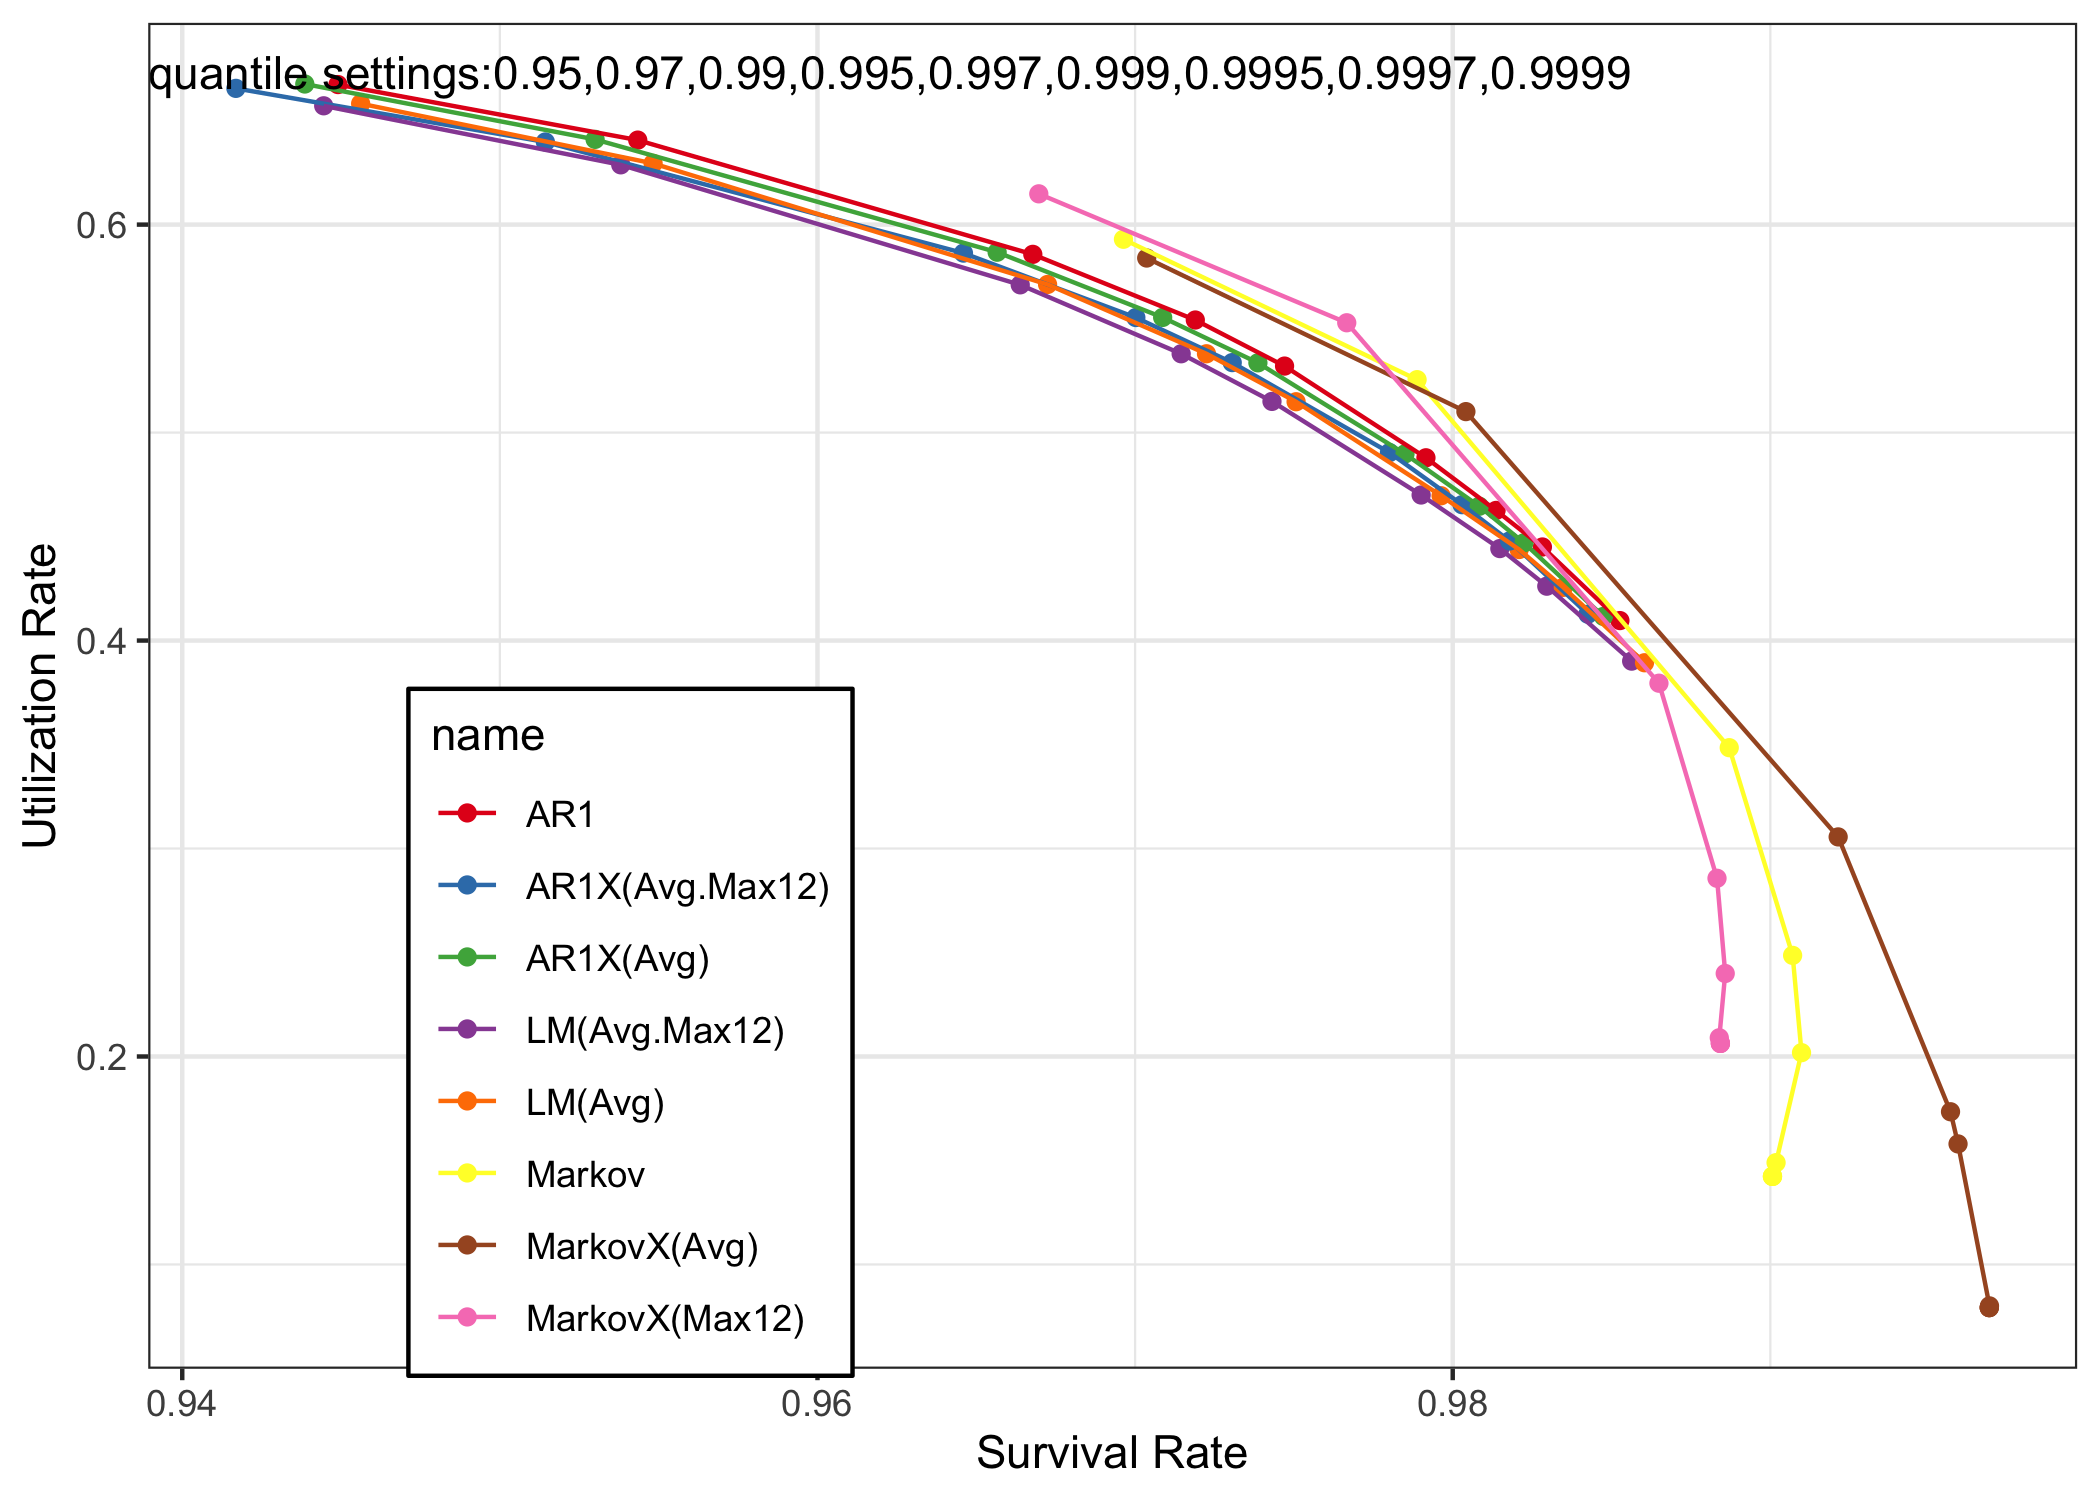 quantile settings:0.95,0.97,0.99,0.995,0.997,0.999,0.9995,0.9997,0.9999
0.6
0.4
0.2
Utilization Rate
name
AR1
AR1X(Avg.Max12)
AR1X(Avg)
LM(Avg.Max12)
LM(Avg)
Markov
MarkovX(Avg)
MarkovX(Max12)
0.94
0.96
0.98
Survival Rate